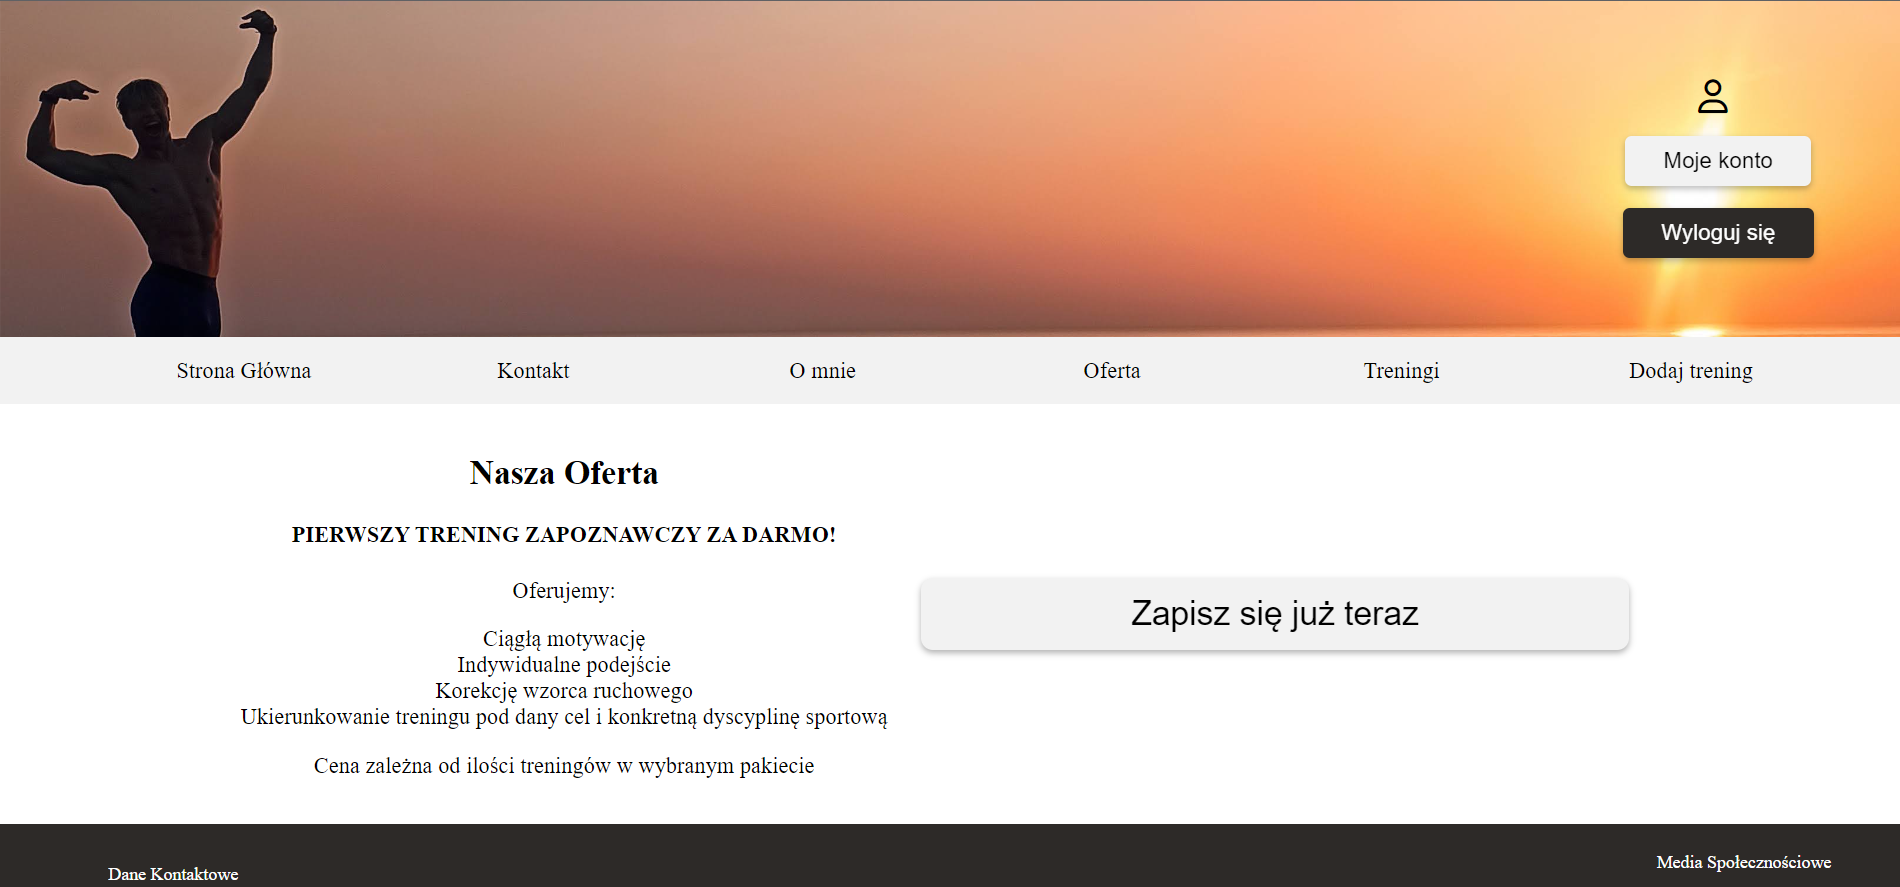 Moje konto
Wyloguj się
Strona Główna
Kontakt
O mnie
Oferta
Treningi
Dodaj trening
Nasza Oferta
PIERWSZY TRENING ZAPOZNAWCZY ZA DARMO!
Oferujemy:
Ciągłą motywację
Indywidualne podejście
Korekcję wzorca ruchowego
Ukierunkowanie treningu pod dany cel i konkretną dyscyplinę sportową
Cena zależna od ilości treningów w wybranym pakiecie
Zapisz się już teraz
Dane Kontaktowe
Media Społecznościowe